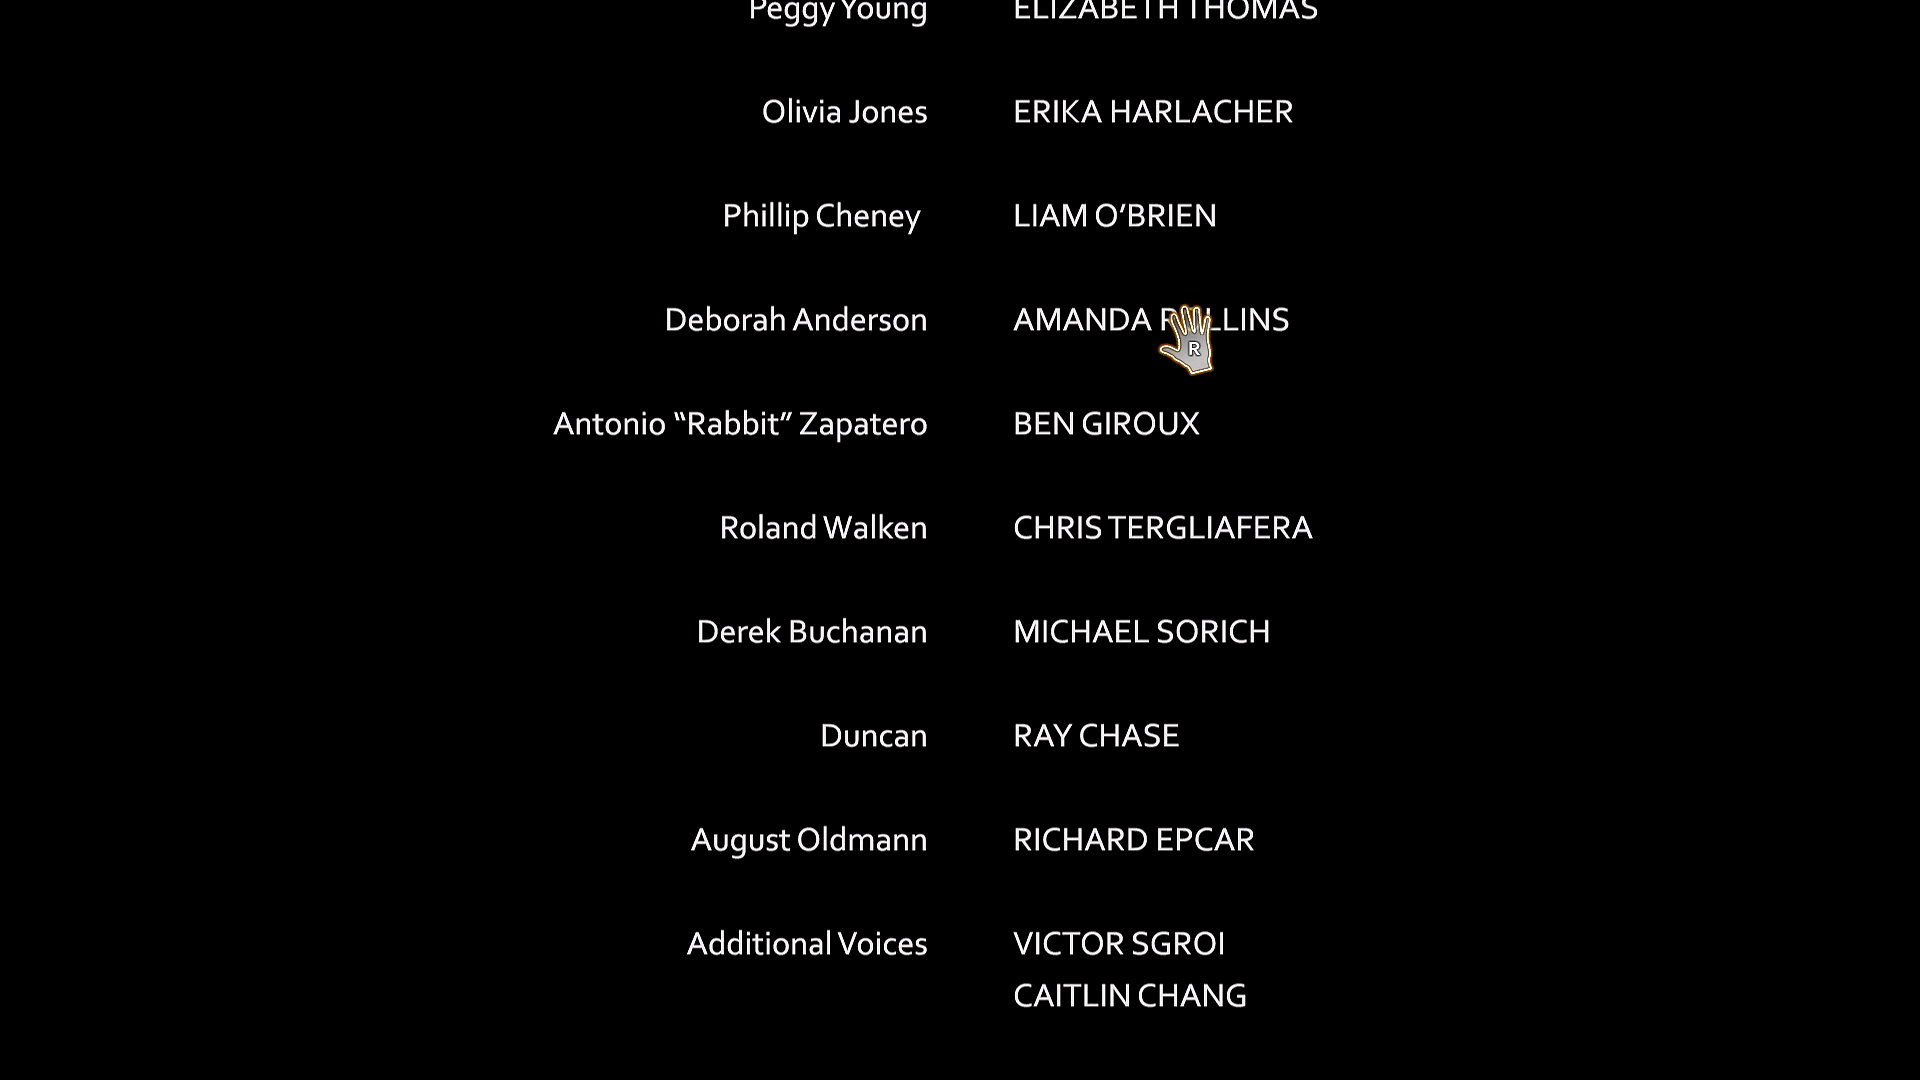 Peggy Young ELIZABETH THOMAS
Olivia Jones ERIKA HARLACHER
Phillip Cheney LIAM O’BRIEN
Deborah Anderson AMANDA
R
Antonio “Rabbit” Zapatero BEN GIROUX
Roland Walken CHRIS TERGLIAFERA
Derek Buchanan MICHAEL SORICH
Duncan RAY CHASE
August Oldmann RICHARD EPCAR
Additional Voices VICTOR SGROI
CAITLIN CHANG